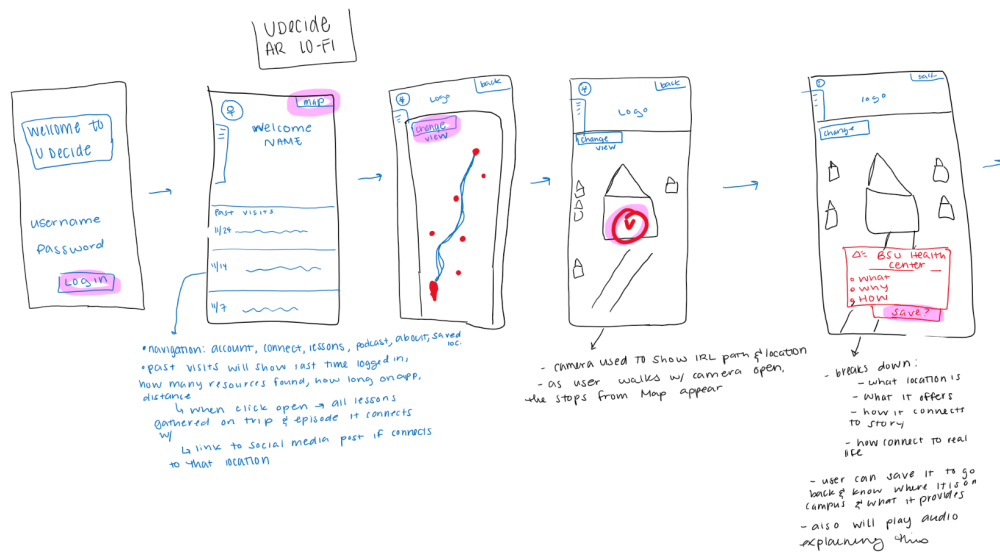 UDECIDE
AR LO-FI
Welcome to
UDecide
username
Password
LOGIN
MAP
Welcome
NAME
Past visits
11/24
11/14
11/7
back
LOGO
change
view
back
LOGO
change
view
V
back
logo
change
BSU Health
Center
What
Why
HOW
save?
• navigation: account, connect, lessons, podcast, about, saved
loc.
• past visits will show last time logged in,
how many resources found, how long on app,
distance
↳ when click open → all lessons
gathered on trip & episode it connects
w/
↳ link to social media post if connects
to that location
- camera used to show IRL path & location
- as user walks w/ camera open,
the stops from Map appear
- breaks down:
- what location is
- what it offers
- how it connects
to story
- how connect to real
life
- user can save it to go
back & know where it is on
campus & what it provides
- also will play audio
explaining this